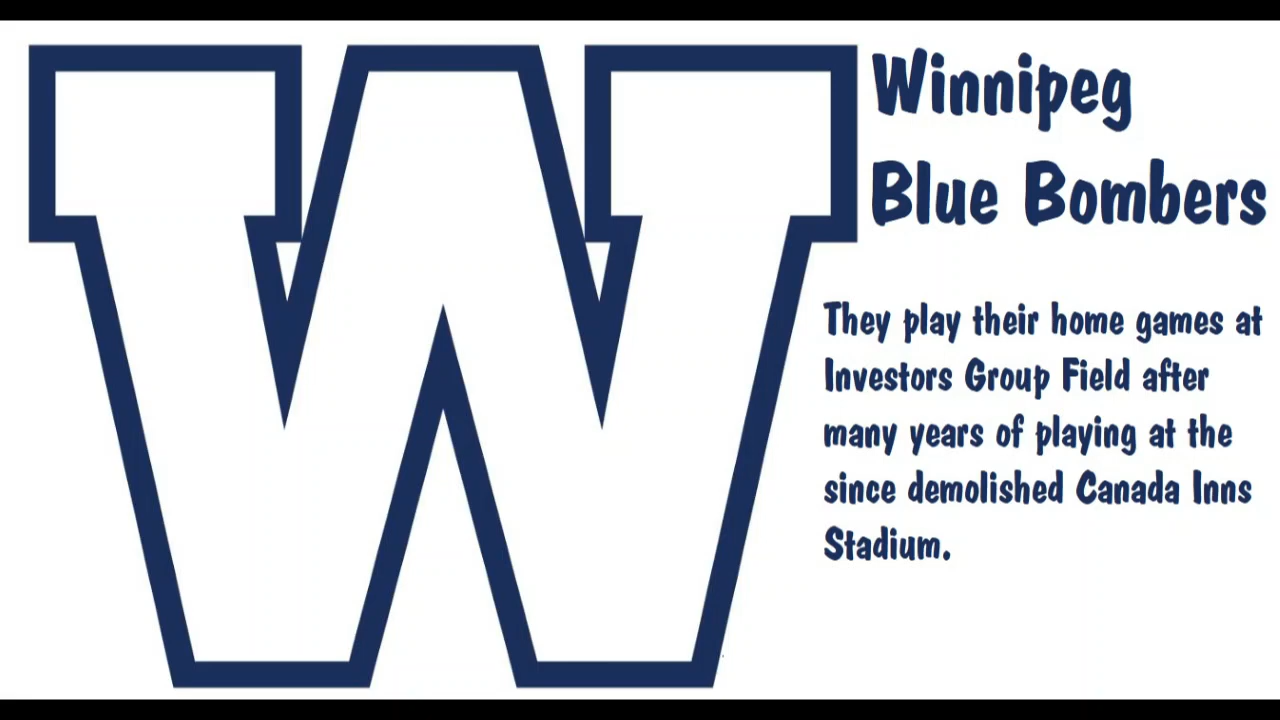 W
Winnipeg
Blue Bombers
They play their home games at
Investors Group Field after
many years of playing at the
since demolished Canada Inns
Stadium.